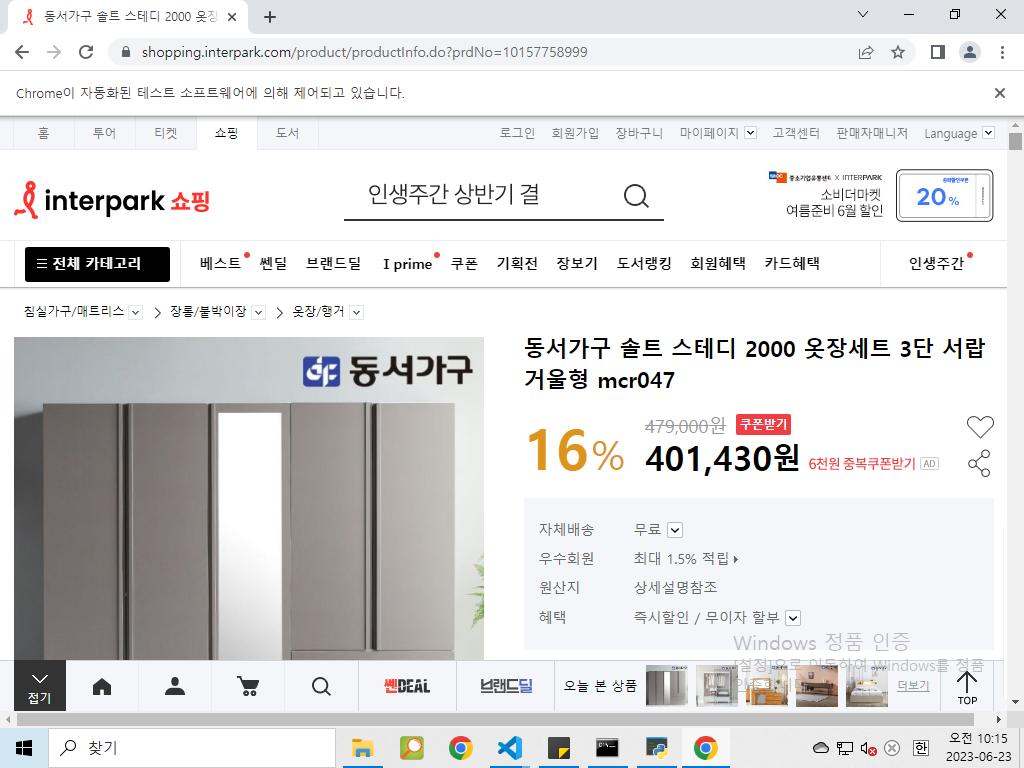 동서가구 솔트 스테디 2000 옷장
shopping.interpark.com/product/productInfo.do?prdNo=10157758999
Chrome이 자동화된 테스트 소프트웨어에 의해 제어되고 있습니다.
홈 투어 티켓 쇼핑 도서 로그인 회원가입 장바구니 마이페이지 고객센터 판매자매니저 Language
interpark 쇼핑
인생주간 상반기 결
중소기업유통센터 X INTERPARK
소비더마켓
여름준비 6월 할인
20%
전체 카테고리 베스트 쎈딜 브랜드딜 I prime 쿠폰 기획전 장보기 도서랭킹 회원혜택 카드혜택 인생주간
침실가구/매트리스 > 장롱/붙박이장 > 옷장/행거
동서가구
동서가구 솔트 스테디 2000 옷장세트 3단 서랍
거울형 mcr047
16%
479,000원 쿠폰받기
401,430원 6천원 중복쿠폰받기 AD
자체배송 무료
우수회원 최대 1.5% 적립
원산지 상세설명참조
혜택 즉시할인 / 무이자 할부
Windows 정품 인증
[설정]으로 이동하여 Windows를 정품
접기 쎈DEAL 브랜드딜 오늘 본 상품 더보기 TOP
찾기
한
오전 10:15
2023-06-23